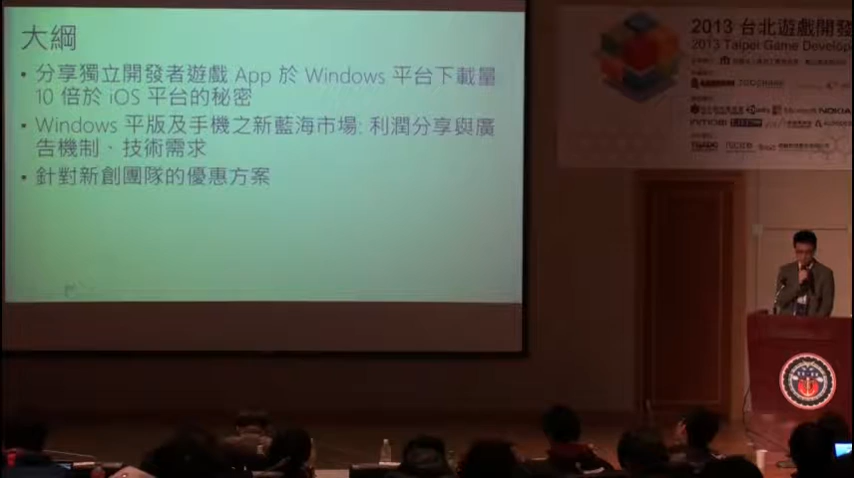 大綱
• 分享獨立開發者遊戲 App 於 Windows 平台下載量
10 倍於 iOS 平台的秘密
• Windows 平版及手機之新藍海市場: 利潤分享與廣
告機制、技術需求
• 針對新創團隊的優惠方案
2013 台北遊戲開發
2013 Taipei Game Develop
Microsoft NOKIA